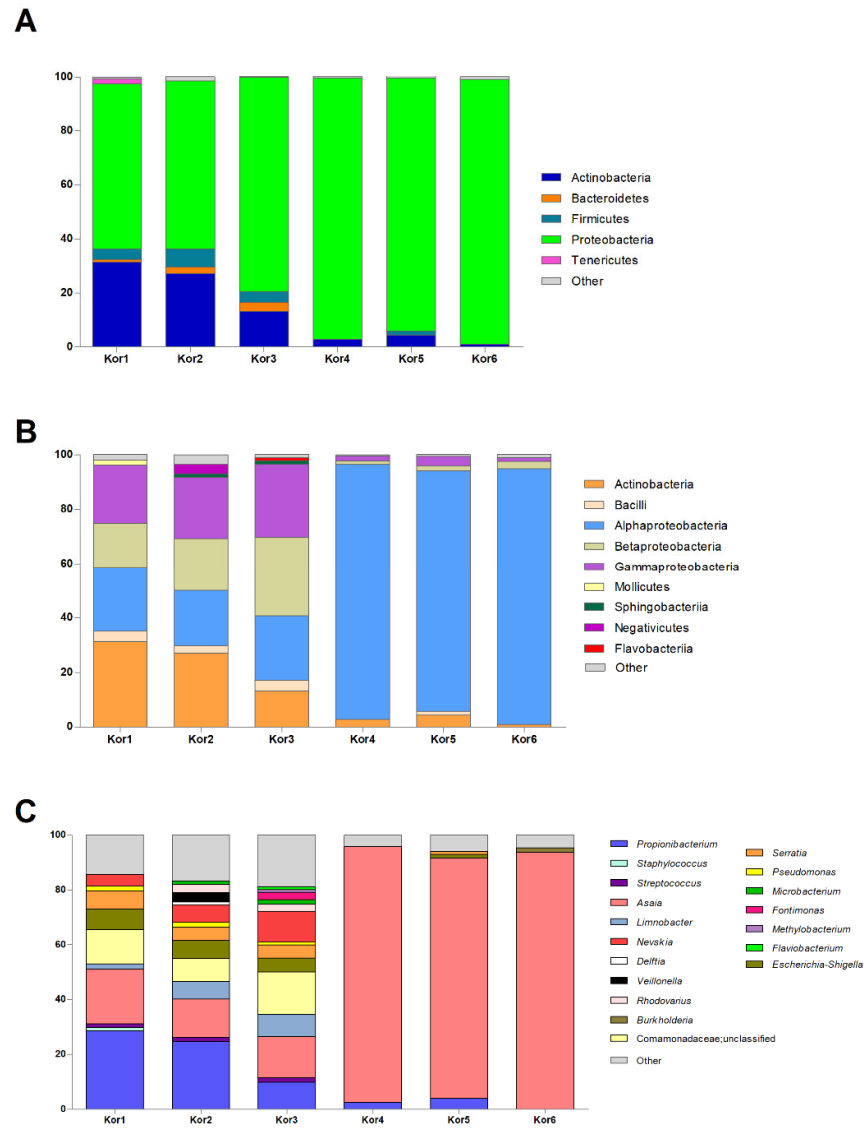 A
100
80
60
40
20
0
Kor1 Kor2 Kor3 Kor4 Kor5 Kor6
Actinobacteria
Bacteroidetes
Firmicutes
Proteobacteria
Tenericutes
Other
B
100
80
60
40
20
0
Kor1 Kor2 Kor3 Kor4 Kor5 Kor6
Actinobacteria
Bacilli
Alphaproteobacteria
Betaproteobacteria
Gammaproteobacteria
Mollicutes
Sphingobacteriia
Negativicutes
Flavobacteriia
Other
C
100
80
60
40
20
0
Kor1 Kor2 Kor3 Kor4 Kor5 Kor6
Propionibacterium
Staphylococcus
Streptococcus
Asaia
Limnobacter
Nevskia
Delftia
Veillonella
Rhodovarius
Burkholderia
Comamonadaceae;unclassified
Other
Serratia
Pseudomonas
Microbacterium
Fontimonas
Methylobacterium
Flaviobacterium
Escherichia-Shigella